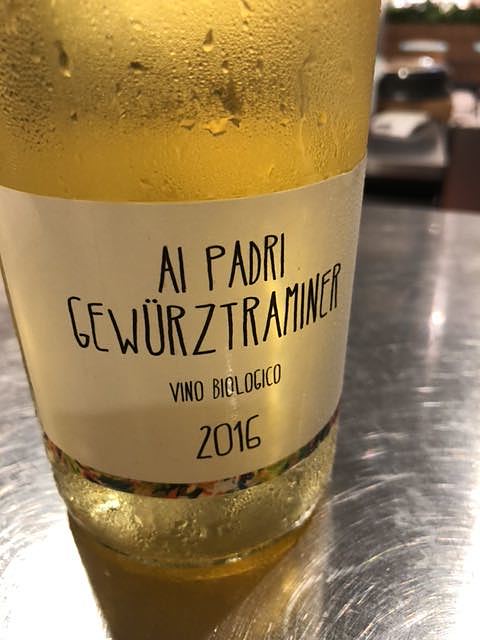 AI PADRI
GEWÜRZTRAMINER
VINO BIOLOGICO
2016